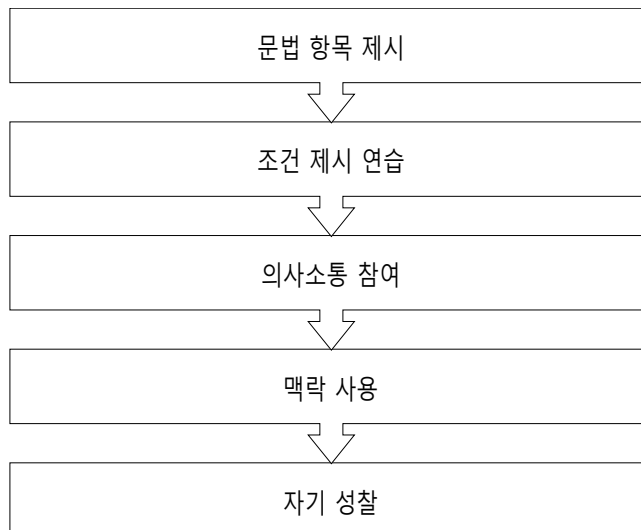 문법 항목 제시
조건 제시 연습
의사소통 참여
맥락 사용
자기 성찰